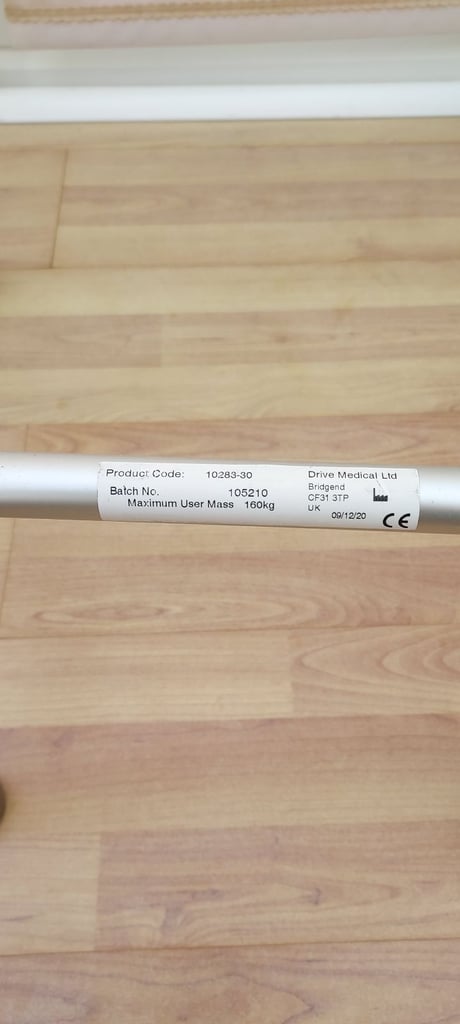 Product Code: 10283-30
Batch No. 105210
Maximum User Mass 160kg
Drive Medical Ltd
Bridgend
CF31 3TP
UK 09/12/20
CE